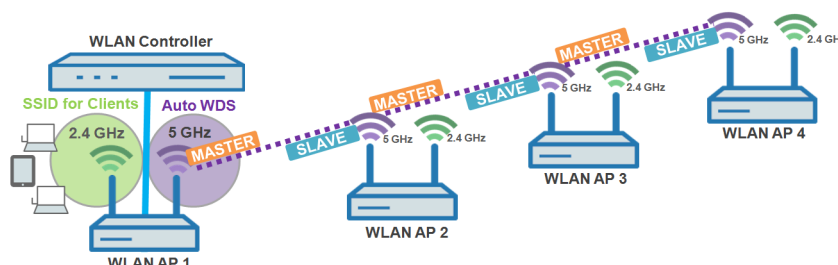 WLAN Controller
SSID for Clients
Auto WDS
2.4 GHz
5 GHz
MASTER
SLAVE
MASTER
SLAVE
MASTER
SLAVE
5 GHz
2.4 GHz
5 GHz
2.4 GHz
5 GHz
2.4 GHz
WLAN AP 1
WLAN AP 2
WLAN AP 3
WLAN AP 4